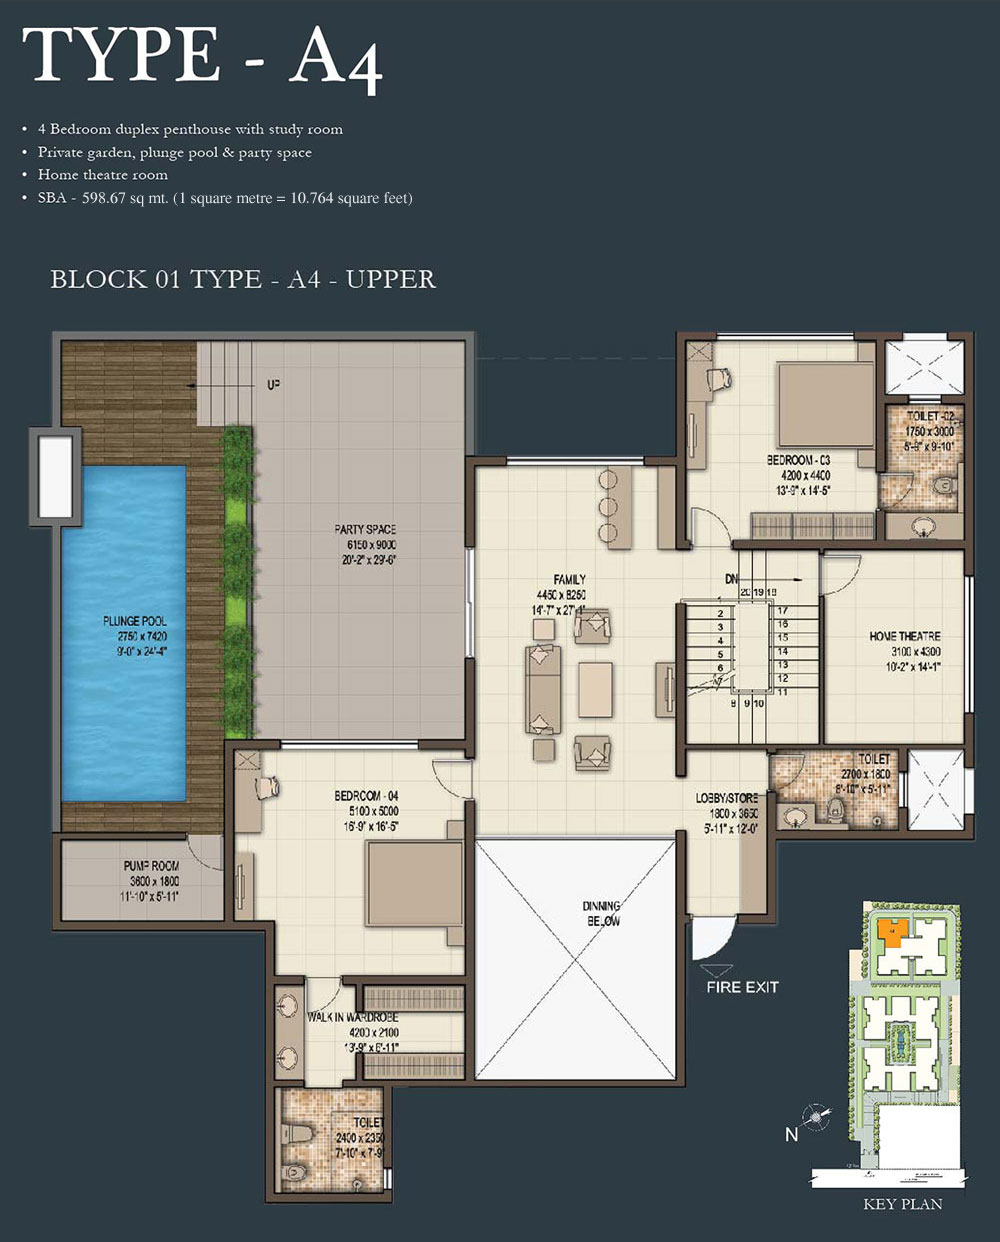 TYPE - A4
• 4 Bedroom duplex penthouse with study room
• Private garden, plunge pool & party space
• Home theatre room
• SBA - 598.67 sq mt. (1 square metre = 10.764 square feet)
BLOCK 01 TYPE - A4 - UPPER
UP
TOILET -02
1750 x 3000
5'-9" x 9'-10"
BEDROOM - 03
4200 x 4400
13'-9" x 14'-5"
PARTY SPACE
6150 x 9000
20'-2" x 29'-6"
FAMILY
4450 x 8250
14'-7" x 27'-1"
DN
20 19 18
17
16
15
14
13
12
11
2
3
4
5
6
7
8 9 10
PLUNGE POOL
2750 x 7420
9'-0" x 24'-4"
HOME THEATRE
3100 x 4300
10'-2" x 14'-1"
TOILET
2700 x 1800
8'-10" x 5'-11"
BEDROOM - 04
5100 x 5000
16'-9" x 16'-5"
LOBBY/STORE
1800 x 3650
5'-11" x 12'-0"
PUMP ROOM
3600 x 1800
11'-10" x 5'-11"
DINNING
BELOW
FIRE EXIT
WALK IN WARDROBE
4200 x 2100
13'-9" x 6'-11"
TOILET
2400 x 2350
7'-10" x 7'-9"
N
KEY PLAN